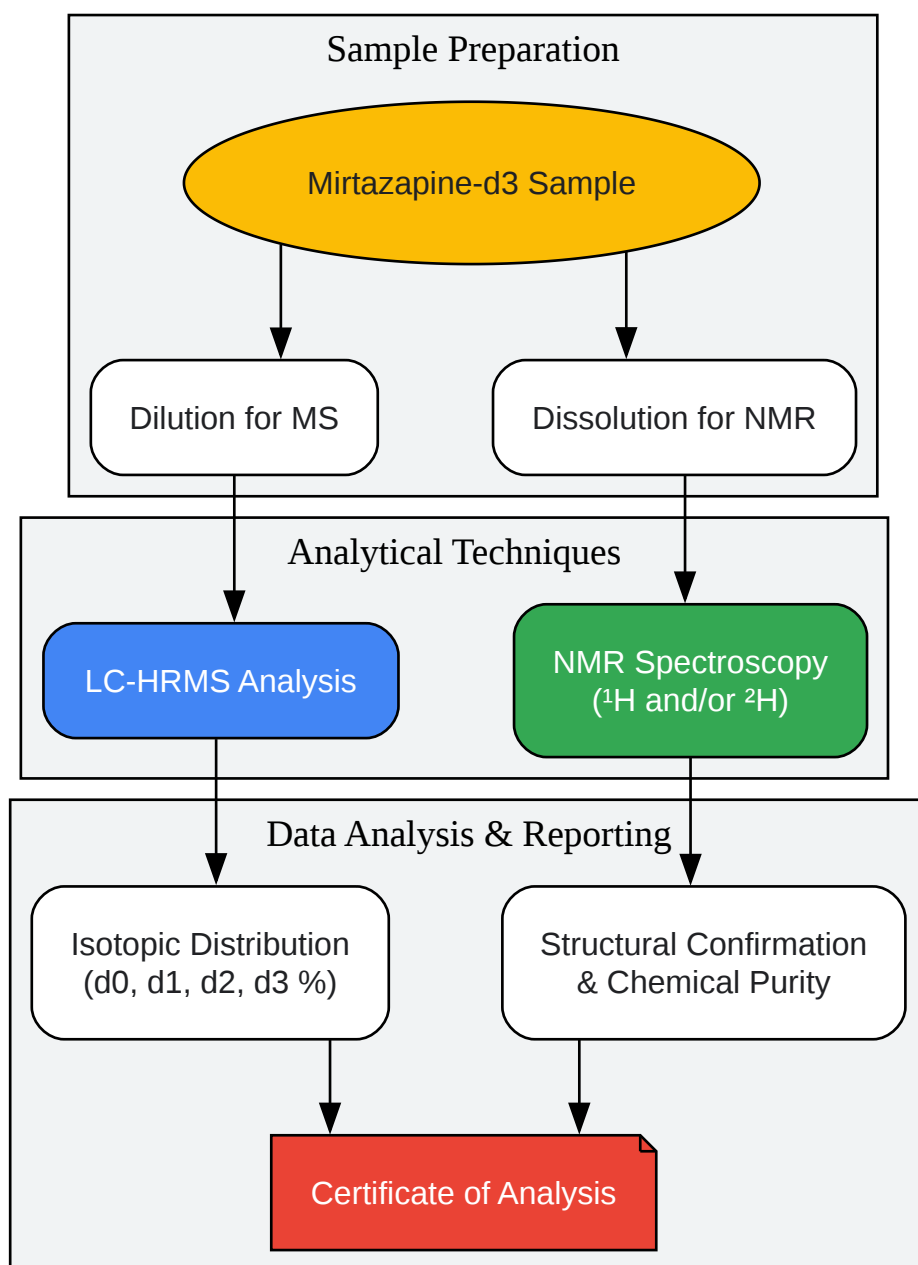 Sample Preparation
Mirtazapine-d3 Sample
Dilution for MS
Dissolution for NMR
Analytical Techniques
LC-HRMS Analysis
NMR Spectroscopy
(¹H and/or ²H)
Data Analysis & Reporting
Isotopic Distribution
(d0, d1, d2, d3 %)
Structural Confirmation
& Chemical Purity
Certificate of Analysis